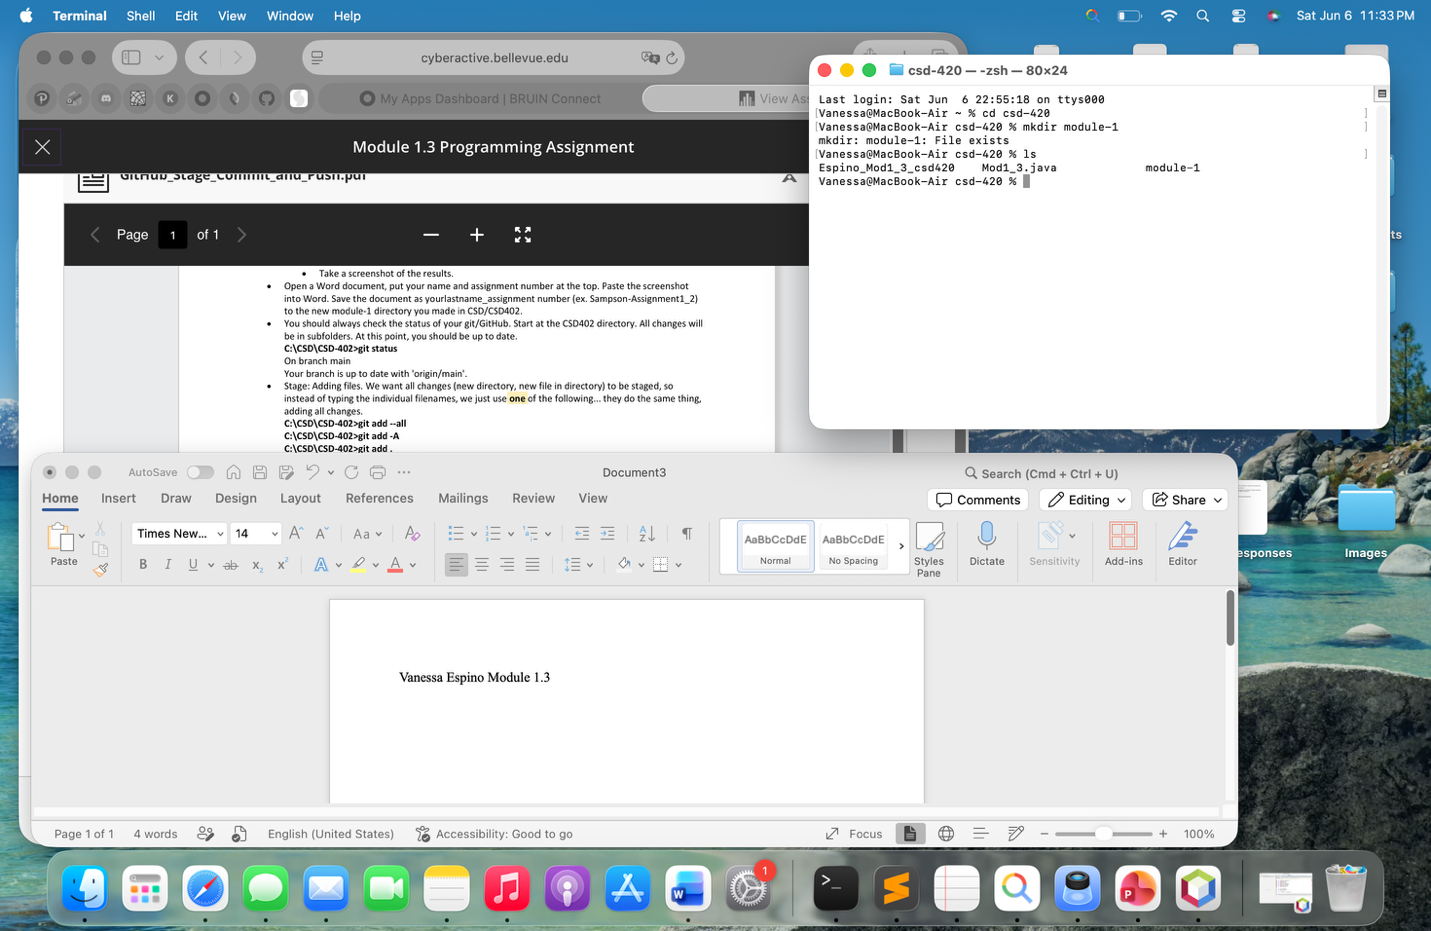 Terminal Shell Edit View Window Help Sat Jun 6 11:33 PM
cyberactive.bellevue.edu
My Apps Dashboard | BRUIN Connect View Ass
Module 1.3 Programming Assignment
GitHub_Stage_Commit_and_Push.pdf
Page 1 of 1
Take a screenshot of the results.
Open a Word document, put your name and assignment number at the top. Paste the screenshot
into Word. Save the document as yourlastname_assignment number (ex. Sampson-Assignment1_2)
to the new module-1 directory you made in CSD/CSD402.
You should always check the status of your git/GitHub. Start at the CSD402 directory. All changes will
be in subfolders. At this point, you should be up to date.
C:\CSD\CSD-402>git status
On branch main
Your branch is up to date with 'origin/main'.
Stage: Adding files. We want all changes (new directory, new file in directory) to be staged, so
instead of typing the individual filenames, we just use one of the following... they do the same thing,
adding all changes.
C:\CSD\CSD-402>git add --all
C:\CSD\CSD-402>git add -A
C:\CSD\CSD-402>git add .
csd-420 — -zsh — 80×24
Last login: Sat Jun  6 22:55:18 on ttys000
[Vanessa@MacBook-Air ~ % cd csd-420 ]
[Vanessa@MacBook-Air csd-420 % mkdir module-1
mkdir: module-1: File exists
[Vanessa@MacBook-Air csd-420 % ls ]
Espino_Mod1_3_csd420 Mod1_3.java module-1
Vanessa@MacBook-Air csd-420 %
ts
AutoSave Document3 Search (Cmd + Ctrl + U)
Home Insert Draw Design Layout References Mailings Review View Comments Editing Share
Paste Times New... 14 Aa AaBbCcDdE Normal AaBbCcDdE No Spacing Styles Pane Dictate Sensitivity Add-ins Editor
esponses Images
Vanessa Espino Module 1.3
Page 1 of 1 4 words English (United States) Accessibility: Good to go Focus 100%
1